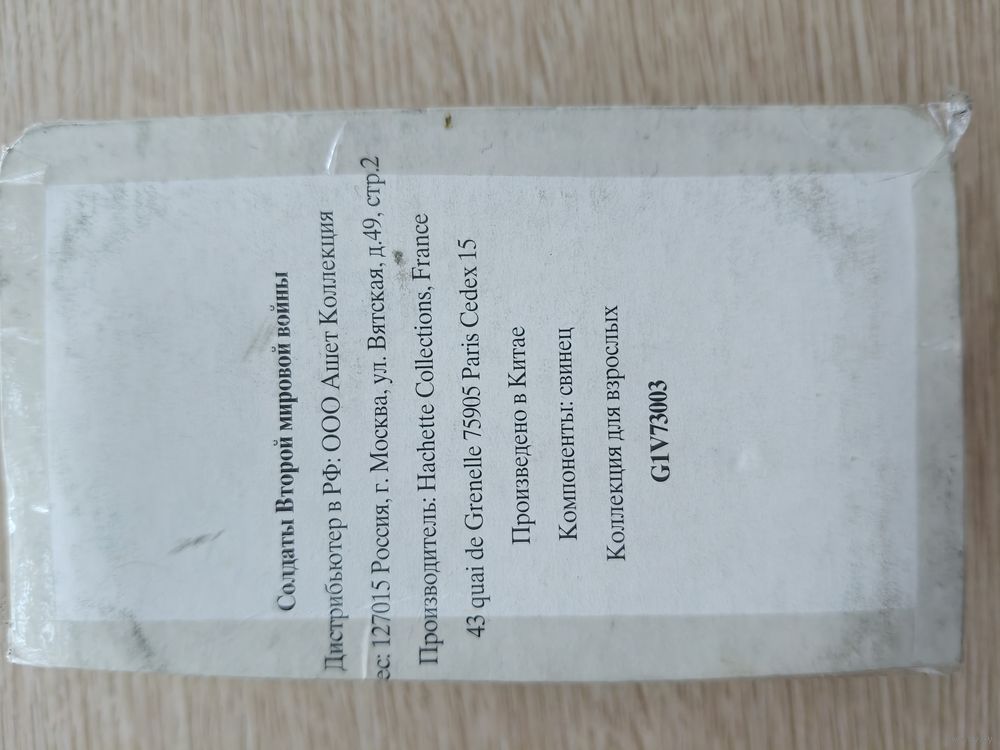 Солдаты Второй мировой войны
Дистрибьютер в РФ: ООО Ашет Коллекция
ес: 127015 Россия, г. Москва, ул. Вятская, д.49, стр.2
Производитель: Hachette Collections, France
43 quai de Grenelle 75905 Paris Cedex 15
Произведено в Китае
Компоненты: свинец
Коллекция для взрослых
G1V73003